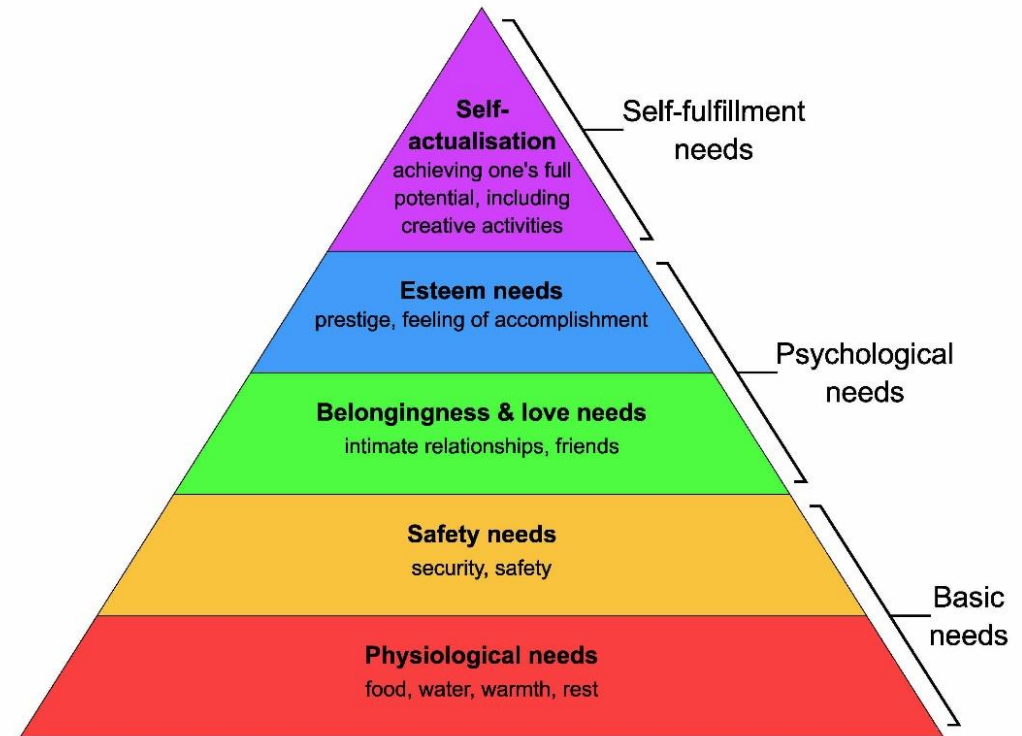 Self-
actualisation
achieving one's full
potential, including
creative activities
Self-fulfillment
needs
Esteem needs
prestige, feeling of accomplishment
Psychological
needs
Belongingness & love needs
intimate relationships, friends
Safety needs
security, safety
Basic
needs
Physiological needs
food, water, warmth, rest